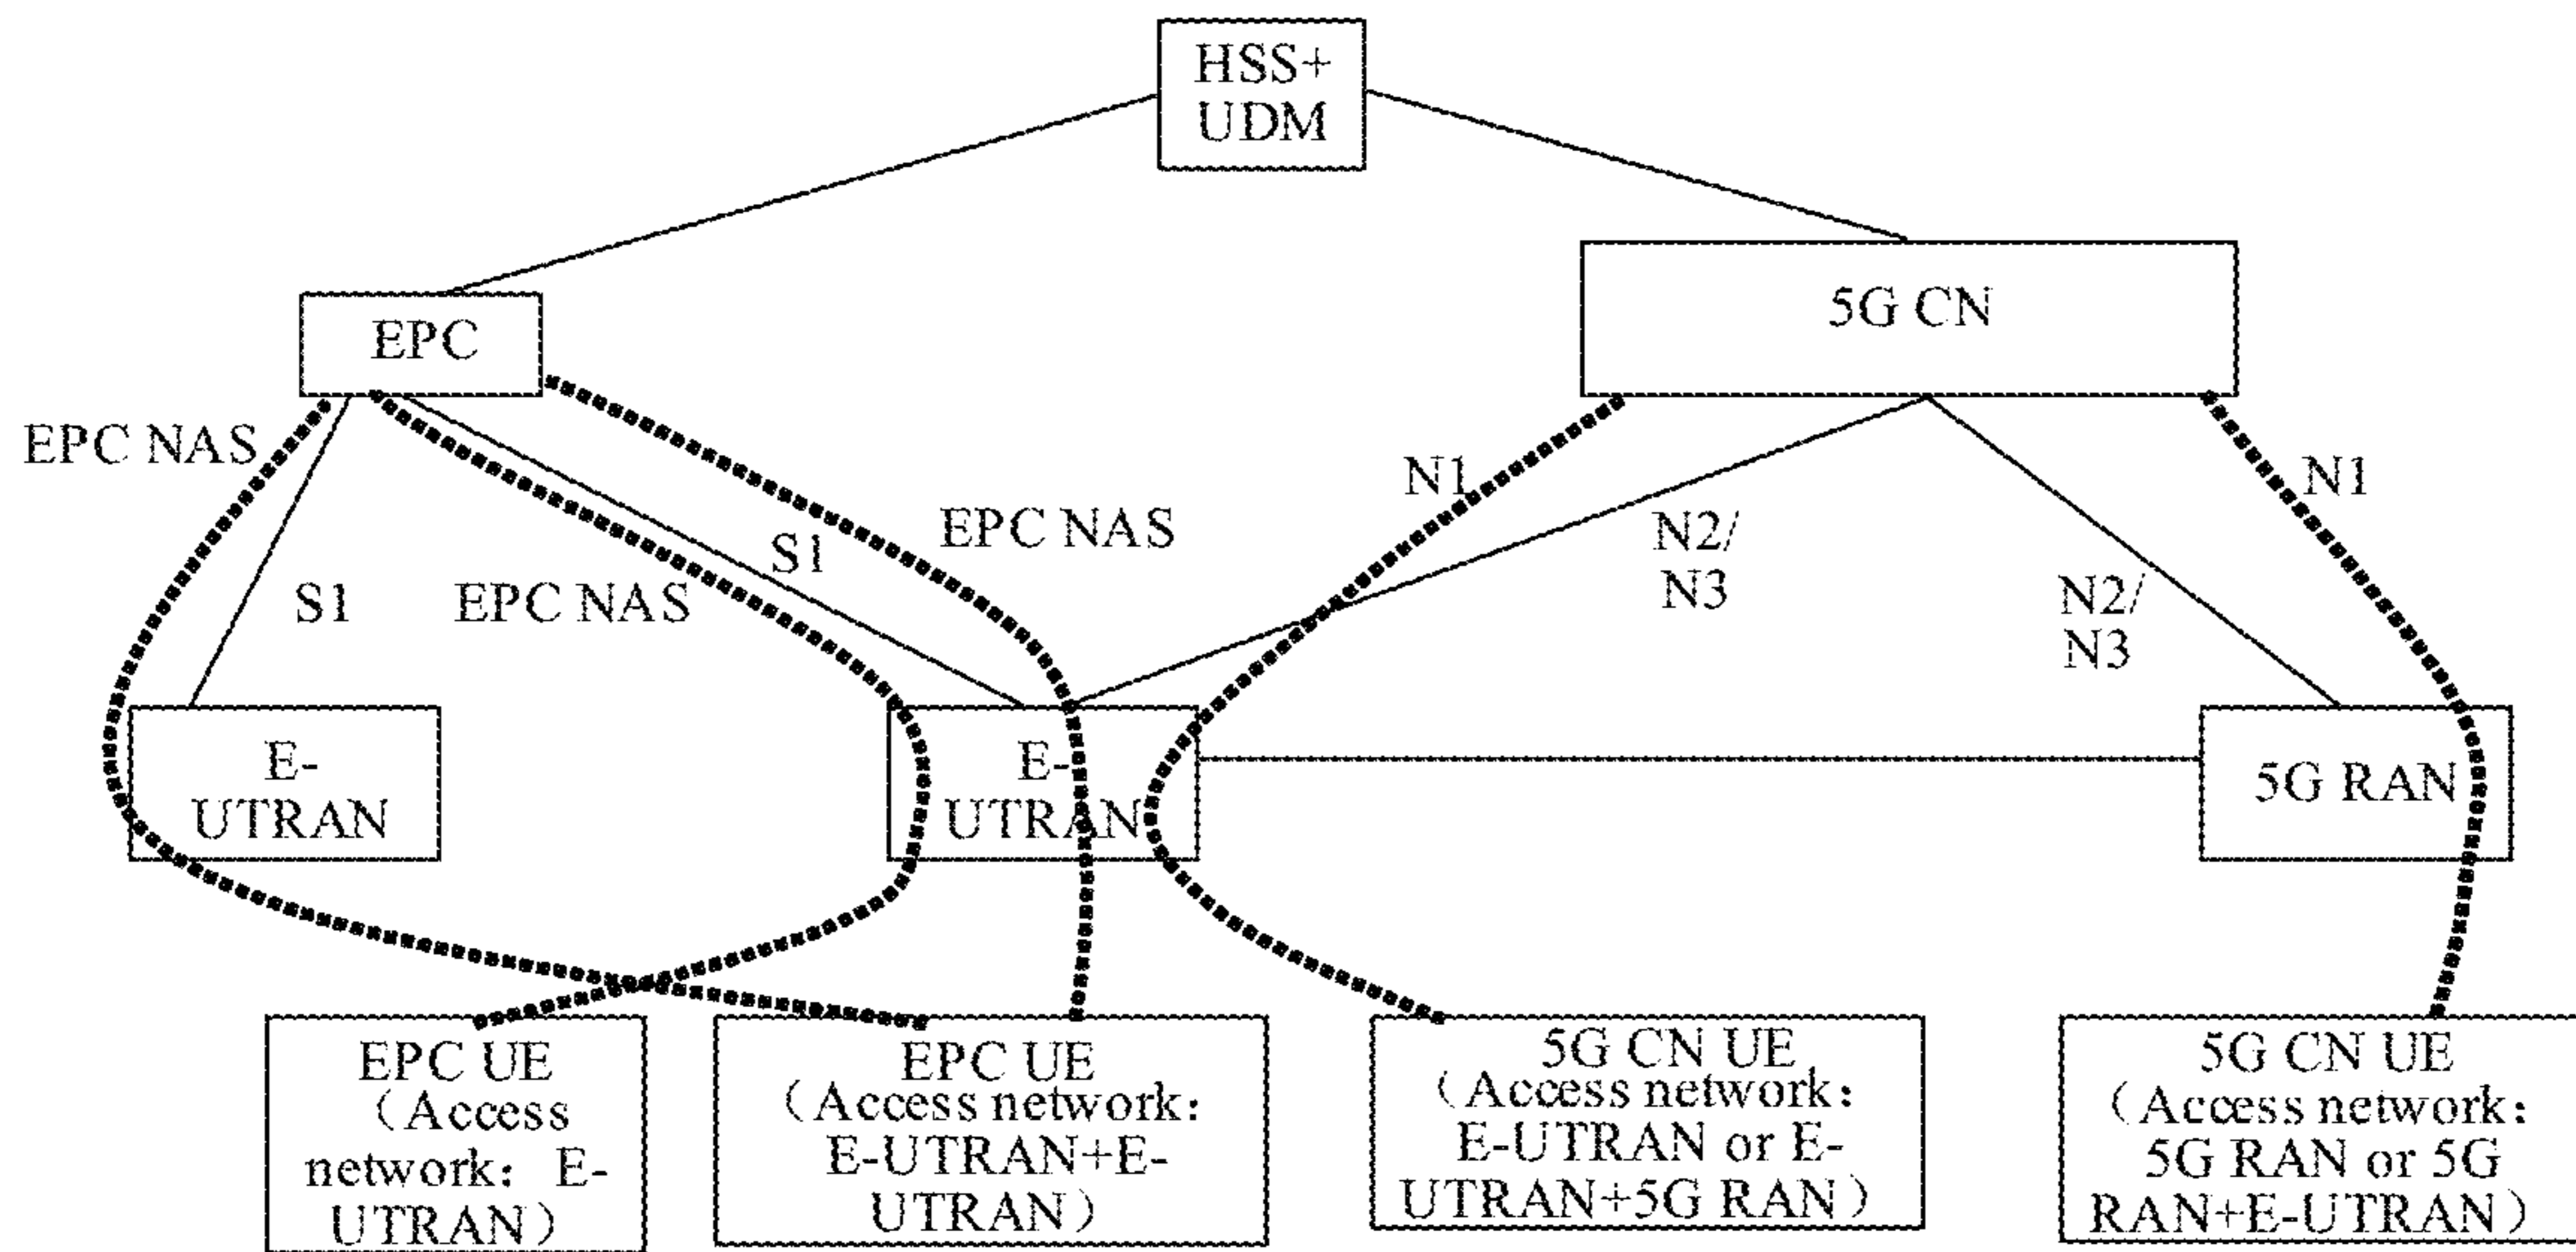 HSS+
UDM
5G CN
EPC
EPC NAS
N1
N1
EPC NAS
S1
N2/
N3
S1
EPC NAS
N2/
N3
E-
UTRAN
E-
UTRAN
5G RAN
EPC UE
（Access
network： E-
UTRAN）
EPC UE
（Access network：
E-UTRAN+E-
UTRAN）
5G CN UE
（Access network：
E-UTRAN or E-
UTRAN+5G RAN）
5G CN UE
（Access network：
5G RAN or 5G
RAN+E-UTRAN）